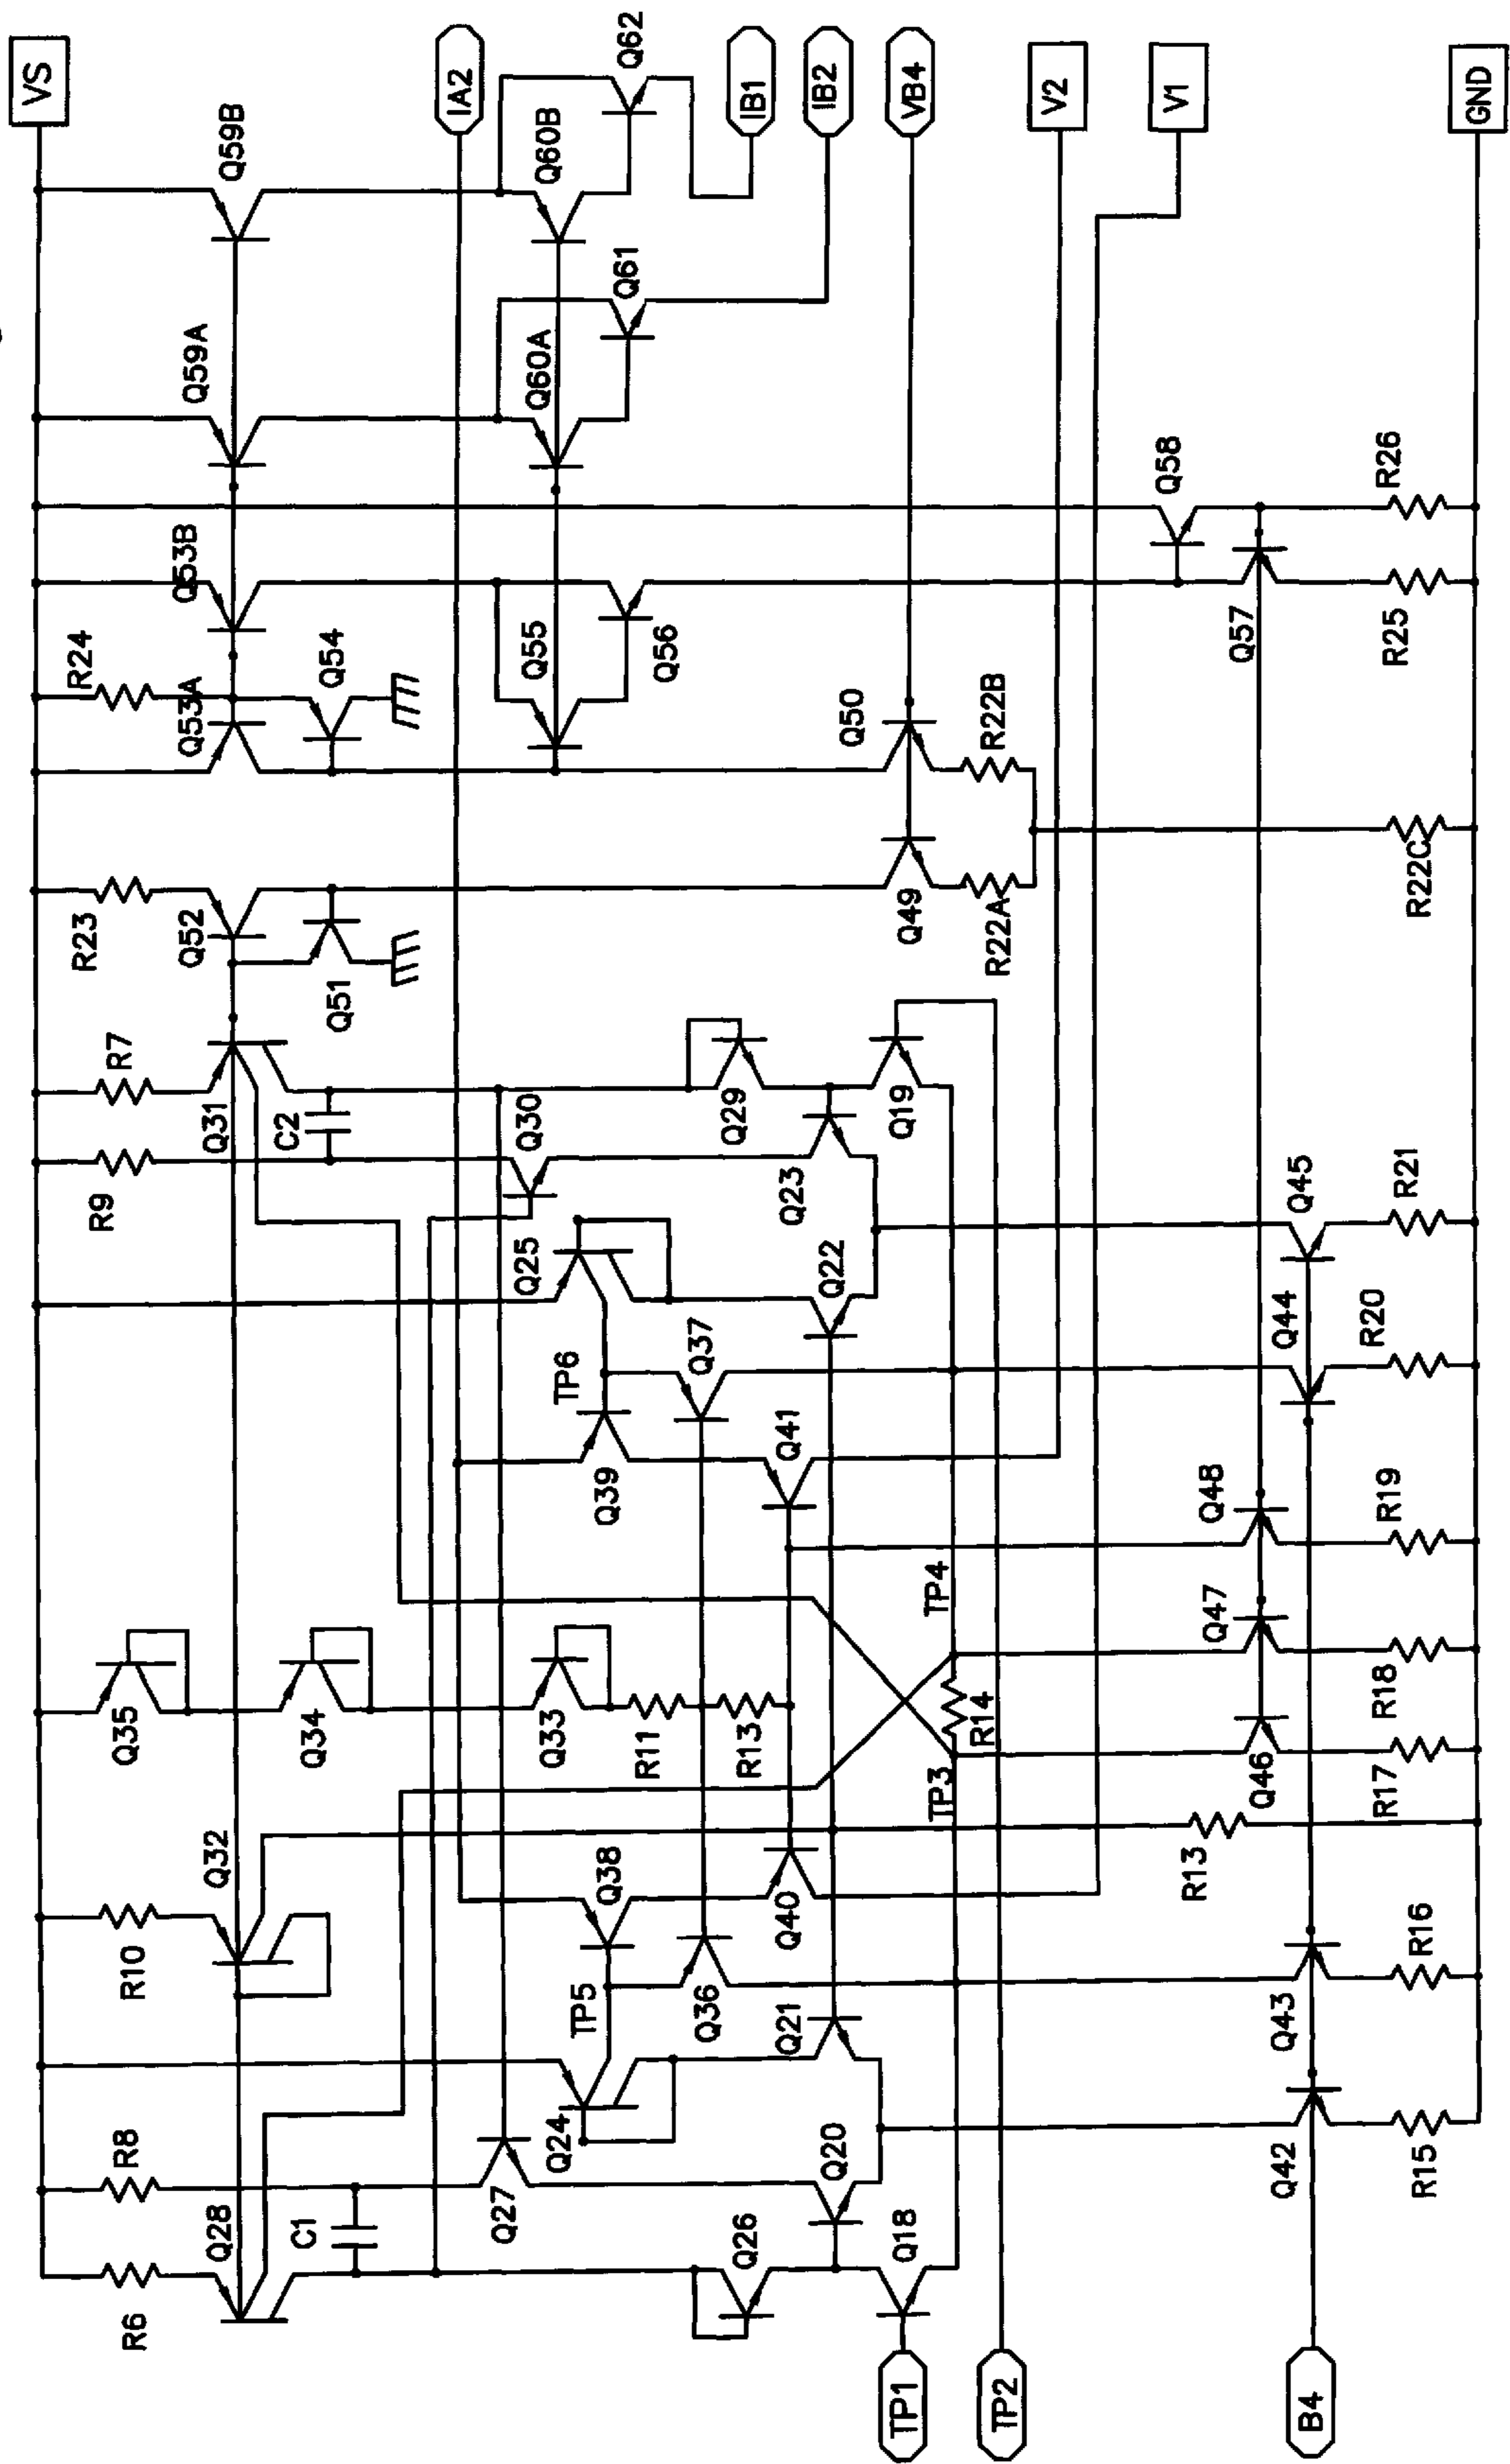 VS
Q59B
IA2
Q62
Q60B
IB1
IB2
VB4
V2
V1
GND
Q59A
Q61
Q60A
Q53B
Q58
R26
R24
Q54
Q55
Q56
Q57
R25
Q53A
Q50
R22B
R23
Q52
Q49
R22A
R22C
Q51
R7
Q31
C2
Q30
Q29
Q19
R9
Q23
Q45
R21
Q25
Q22
Q44
R20
TP6
Q37
Q41
Q39
Q48
R19
TP4
Q47
R18
Q35
Q34
Q33
R11
R13
R14
TP3
Q46
R17
Q32
R10
Q38
Q40
R13
R16
TP5
Q36
Q21
Q43
R8
Q28
C1
Q24
Q27
Q20
Q42
R15
R6
Q26
Q18
TP1
TP2
B4